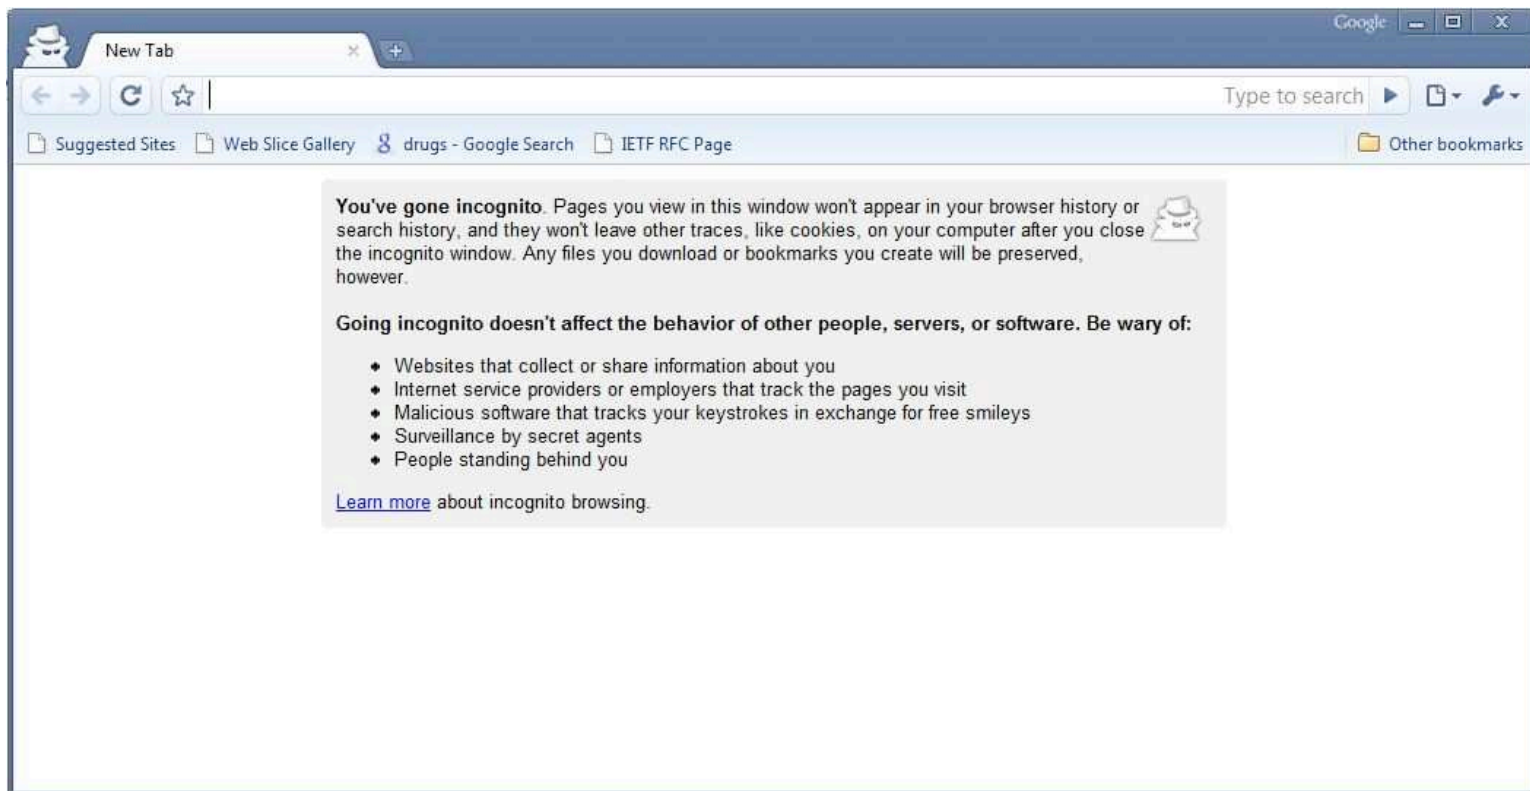 Google
New Tab
Type to search
Suggested Sites Web Slice Gallery drugs - Google Search IETF RFC Page Other bookmarks
You've gone incognito. Pages you view in this window won't appear in your browser history or
search history, and they won't leave other traces, like cookies, on your computer after you close
the incognito window. Any files you download or bookmarks you create will be preserved,
however.
Going incognito doesn't affect the behavior of other people, servers, or software. Be wary of:
Websites that collect or share information about you
Internet service providers or employers that track the pages you visit
Malicious software that tracks your keystrokes in exchange for free smileys
Surveillance by secret agents
People standing behind you
Learn more about incognito browsing.